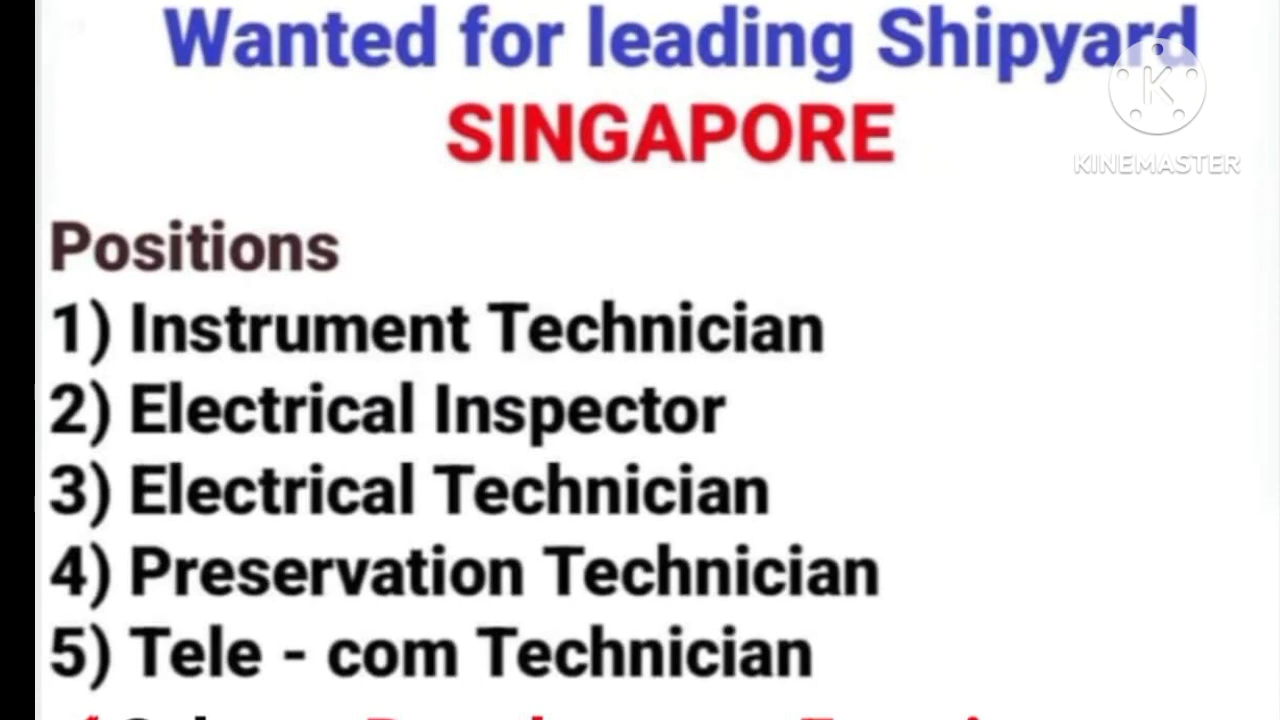 Wanted for leading Shipyard
SINGAPORE
K
KINEMASTER
Positions
1) Instrument Technician
2) Electrical Inspector
3) Electrical Technician
4) Preservation Technician
5) Tele - com Technician